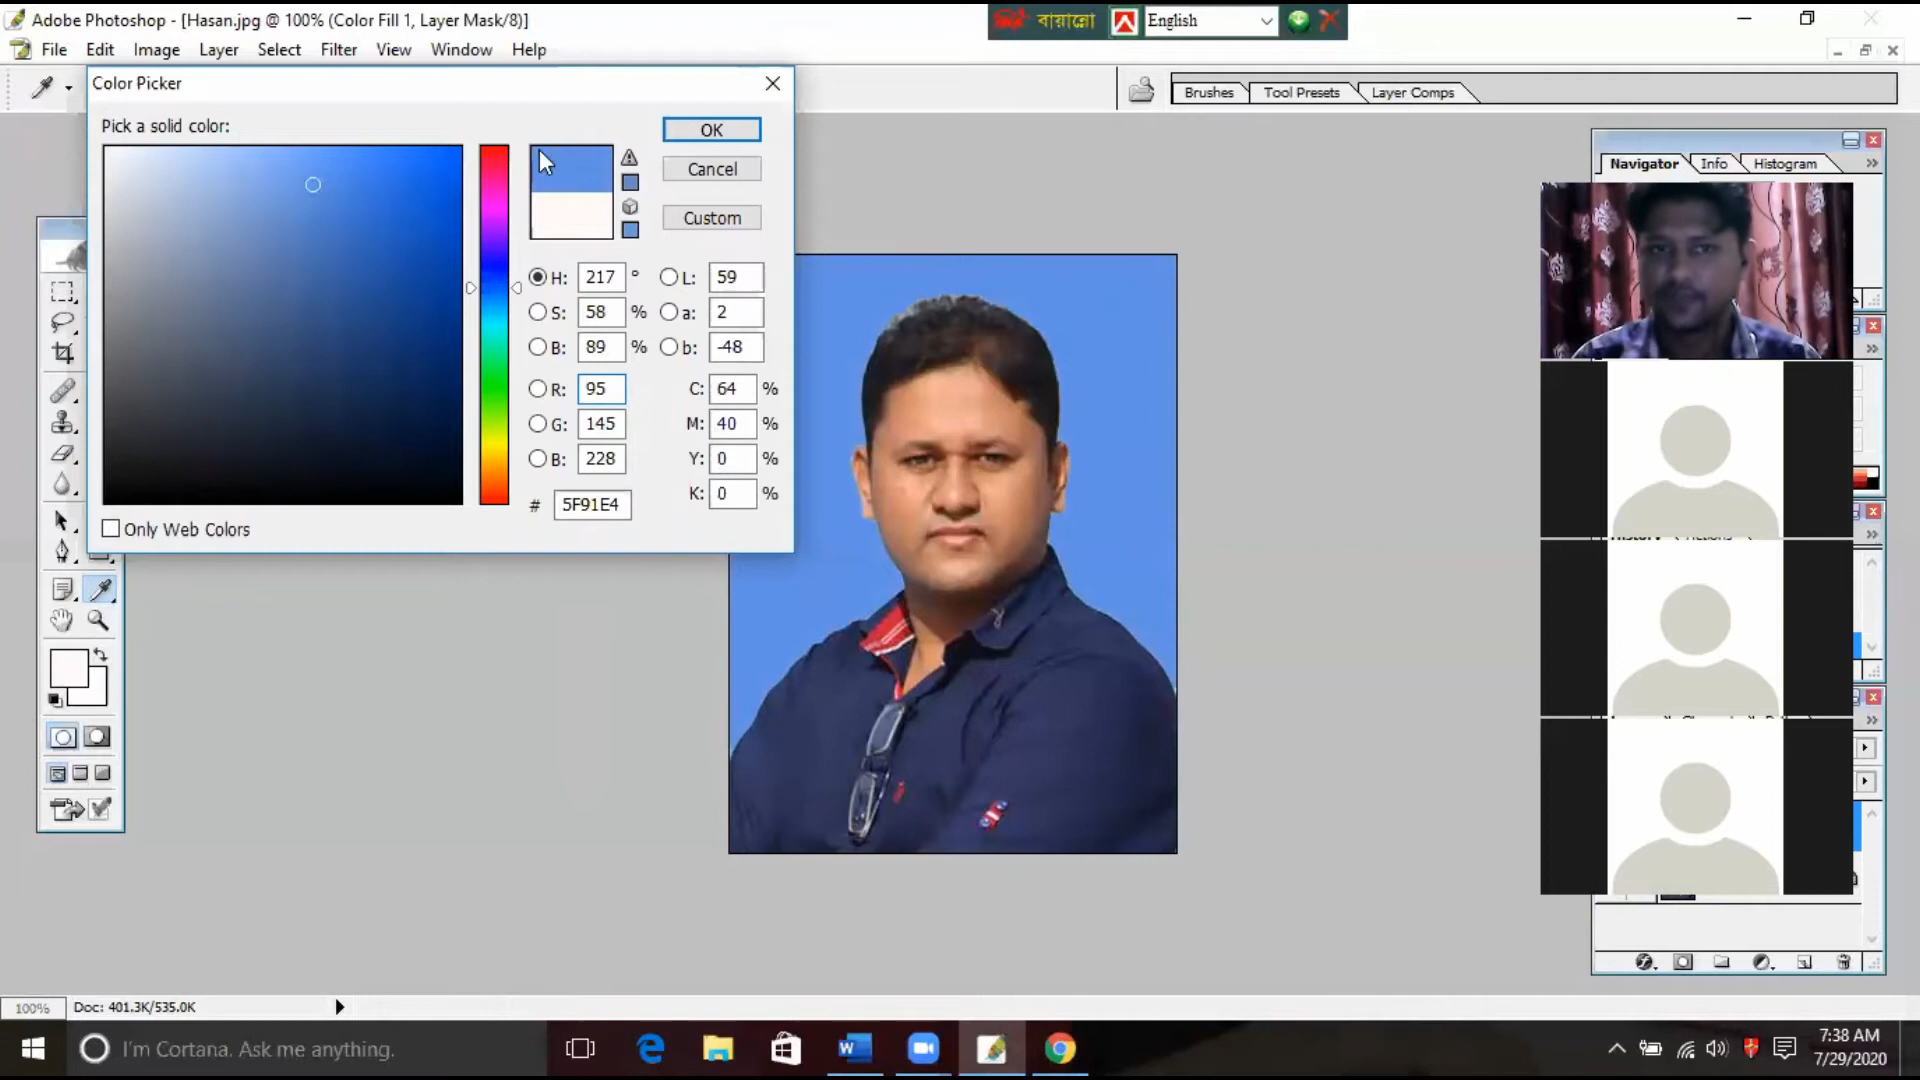 Adobe Photoshop - [Hasan.jpg @ 100% (Color Fill 1, Layer Mask/8)]
বায়ান্নো English
File Edit Image Layer Select Filter View Window Help
Color Picker
Brushes Tool Presets Layer Comps
Pick a solid color:
OK
Cancel
Custom
Navigator Info Histogram
H: 217 ° L: 59
S: 58 % a: 2
B: 89 % b: -48
R: 95 C: 64 %
G: 145 M: 40 %
B: 228 Y: 0 %
K: 0 %
# 5F91E4
Only Web Colors
100% Doc: 401.3K/535.0K
I'm Cortana. Ask me anything.
7:38 AM
7/29/2020